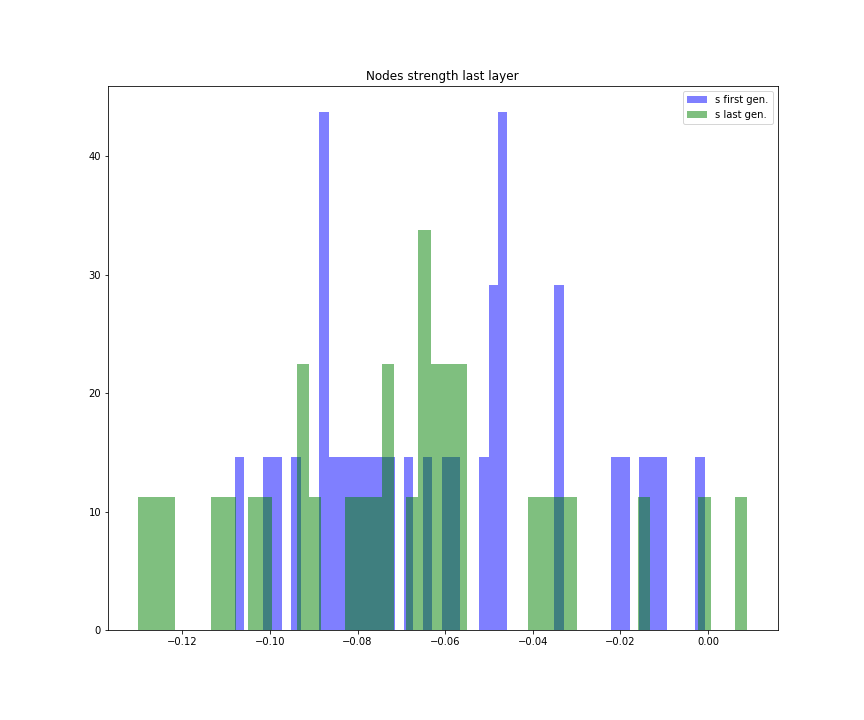 Nodes strength last layer
s first gen.
s last gen.
40
30
20
10
0
−0.12 −0.10 −0.08 −0.06 −0.04 −0.02 0.00